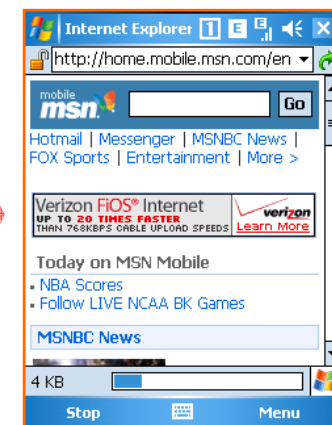 Internet Explorer 1 E E
http://home.mobile.msn.com/en
mobile
msn Go
Hotmail | Messenger | MSNBC News |
FOX Sports | Entertainment | More >
Verizon FiOS® Internet
UP TO 20 TIMES FASTER
THAN 768KBPS CABLE UPLOAD SPEEDS
verizon
Learn More
Today on MSN Mobile
NBA Scores
Follow LIVE NCAA BK Games
MSNBC News
4 KB
Stop Menu